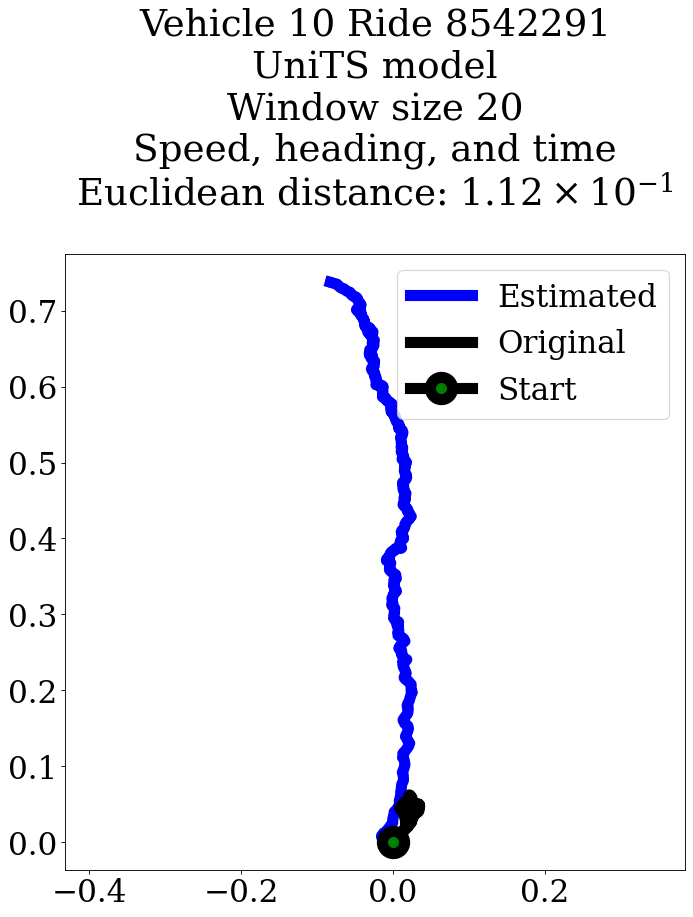 Vehicle 10 Ride 8542291
UniTS model
Window size 20
Speed, heading, and time
Euclidean distance: 1.12 × 10⁻¹
Estimated
Original
Start
0.7
0.6
0.5
0.4
0.3
0.2
0.1
0.0
−0.4 −0.2 0.0 0.2